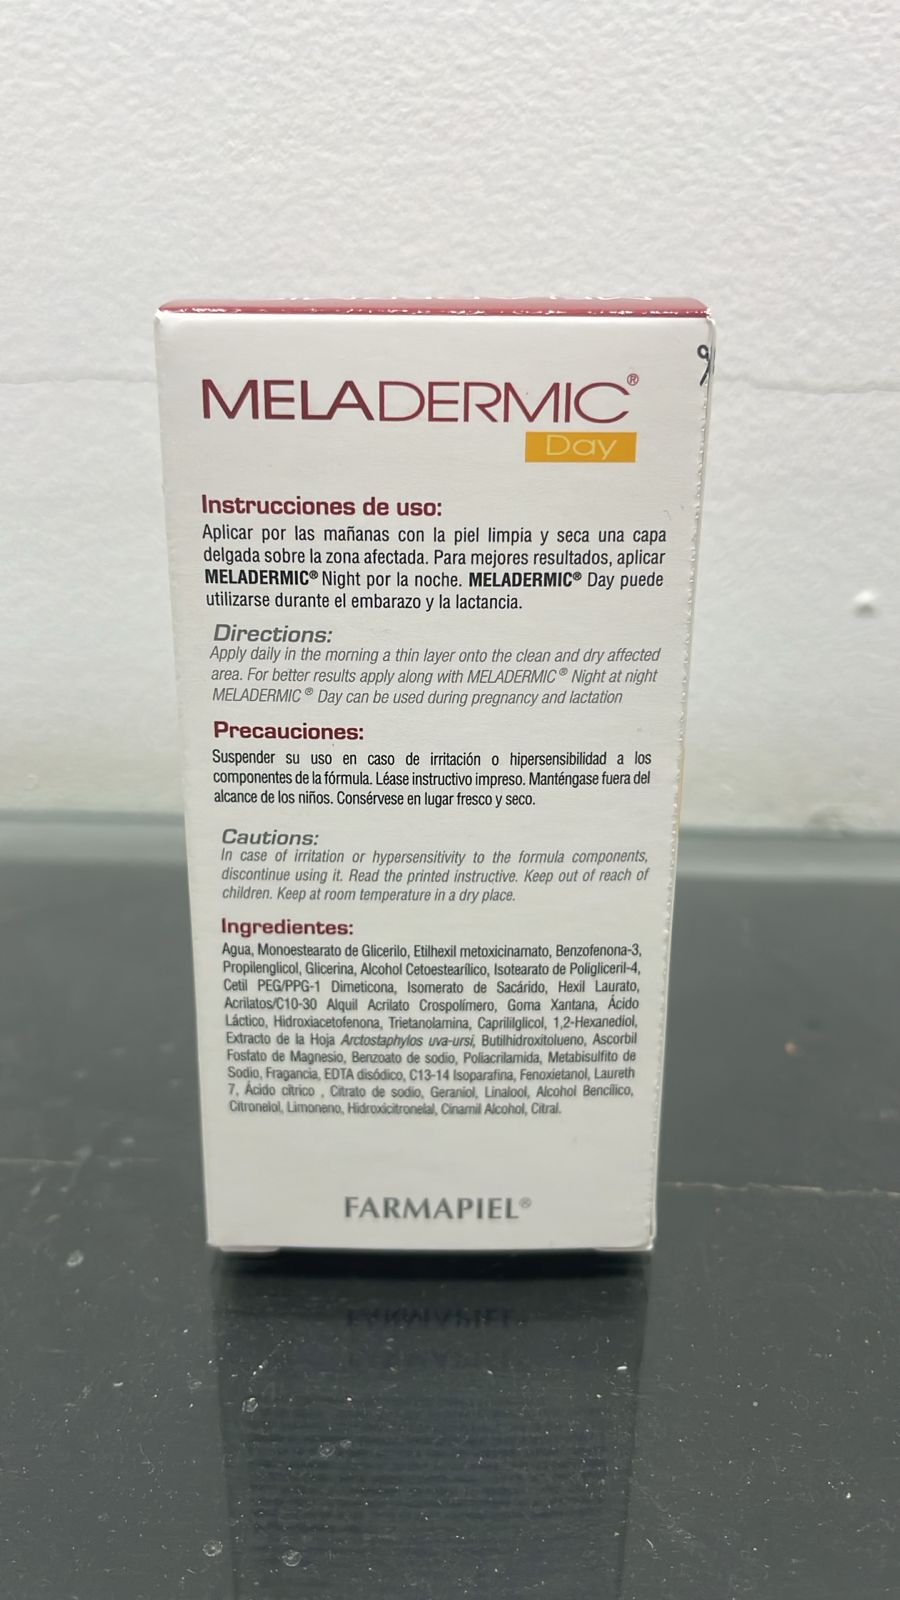 MELADERMIC®
Day
Instrucciones de uso:
Aplicar por las mañanas con la piel limpia y seca una capa
delgada sobre la zona afectada. Para mejores resultados, aplicar
MELADERMIC® Night por la noche. MELADERMIC® Day puede
utilizarse durante el embarazo y la lactancia.
Directions:
Apply daily in the morning a thin layer onto the clean and dry affected
area. For better results apply along with MELADERMIC® Night at night
MELADERMIC® Day can be used during pregnancy and lactation
Precauciones:
Suspender su uso en caso de irritación o hipersensibilidad a los
componentes de la fórmula. Léase instructivo impreso. Manténgase fuera del
alcance de los niños. Consérvese en lugar fresco y seco.
Cautions:
In case of irritation or hypersensitivity to the formula components,
discontinue using it. Read the printed instructive. Keep out of reach of
children. Keep at room temperature in a dry place.
Ingredientes:
Agua, Monoestearato de Glicerilo, Etilhexil metoxicinamato, Benzofenona-3,
Propilenglicol, Glicerina, Alcohol Cetoestearílico, Isotearato de Poligliceril-4,
Cetil PEG/PPG-1 Dimeticona, Isomerato de Sacárido, Hexil Laurato,
Acrilatos/C10-30 Alquil Acrilato Crospolímero, Goma Xantana, Ácido
Láctico, Hidroxiacetofenona, Trietanolamina, Caprililglicol, 1,2-Hexanediol,
Extracto de la Hoja Arctostaphylos uva-ursi, Butilhidroxitolueno, Ascorbil
Fosfato de Magnesio, Benzoato de sodio, Poliacrilamida, Metabisulfito de
Sodio, Fragancia, EDTA disódico, C13-14 Isoparafina, Fenoxietanol, Laureth
7, Ácido cítrico , Citrato de sodio, Geraniol, Linalool, Alcohol Bencílico,
Citronelol, Limoneno, Hidroxicitronelal, Cinamil Alcohol, Citral.
FARMAPIEL®